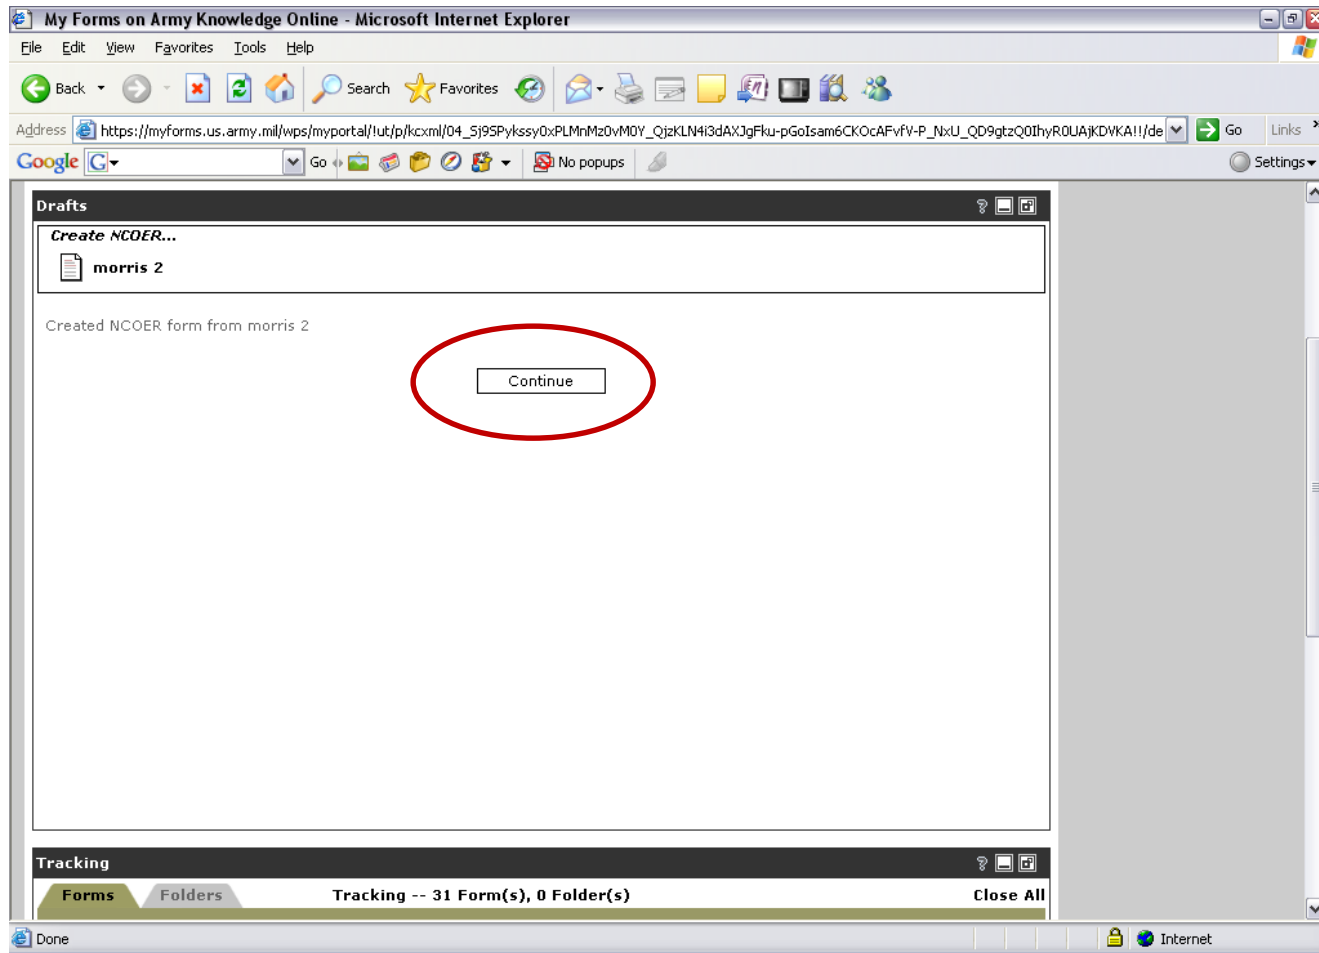 My Forms on Army Knowledge Online - Microsoft Internet Explorer
File Edit View Favorites Tools Help
Back Search Favorites
Address https://myforms.us.army.mil/wps/myportal/!ut/p/kcxml/04_Sj9SPykssy0xPLMnMz0vM0Y_QjzKLN4i3dAXJgFku-pGoIsam6CKOcAFvfV-P_NxU_QD9gtzQ0IhyR0UAjKDVKA!!/de Go Links »
Google G Go No popups Settings
Drafts ?
Create NCOER...
morris 2
Created NCOER form from morris 2
Continue
Tracking ?
Forms Folders Tracking -- 31 Form(s), 0 Folder(s) Close All
Done Internet